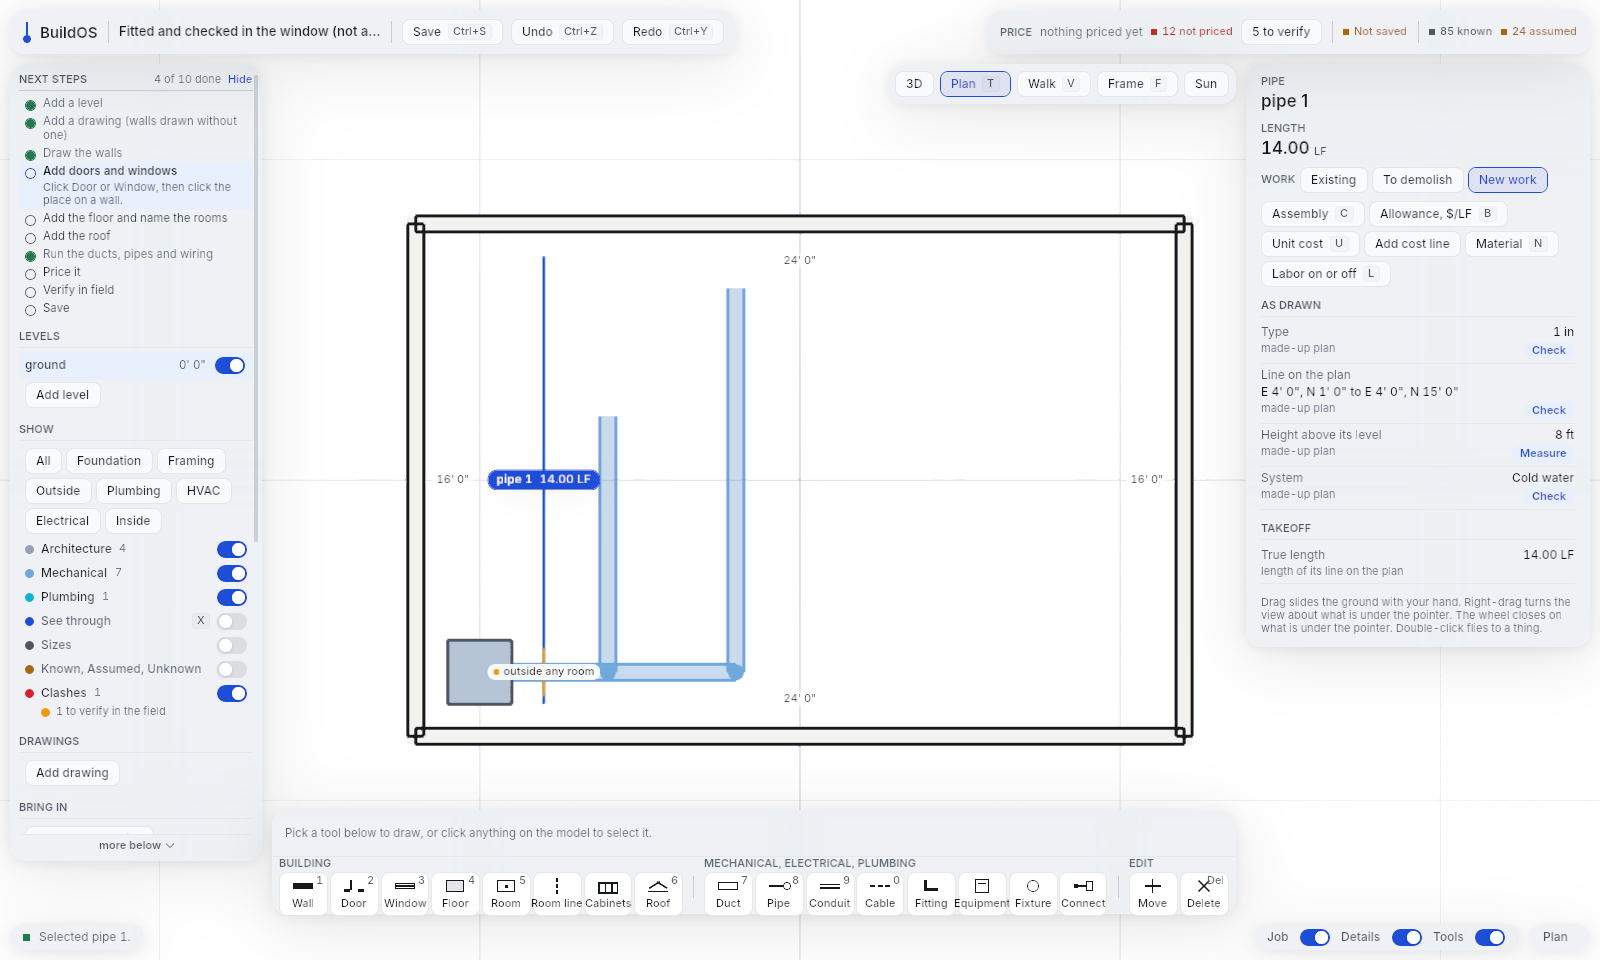 BuildOS
Fitted and checked in the window (not a...
Save Ctrl+S
Undo Ctrl+Z
Redo Ctrl+Y
PRICE nothing priced yet 12 not priced
5 to verify
Not saved
85 known 24 assumed
3D
Plan T
Walk V
Frame F
Sun
NEXT STEPS 4 of 10 done Hide
Add a level
Add a drawing (walls drawn without
one)
Draw the walls
Add doors and windows
Click Door or Window, then click the
place on a wall.
Add the floor and name the rooms
Add the roof
Run the ducts, pipes and wiring
Price it
Verify in field
Save
LEVELS
ground 0' 0"
Add level
SHOW
All Foundation Framing
Outside Plumbing HVAC
Electrical Inside
Architecture 4
Mechanical 7
Plumbing 1
See through X
Sizes
Known, Assumed, Unknown
Clashes 1
1 to verify in the field
DRAWINGS
Add drawing
BRING IN
more below
24' 0"
16' 0"
pipe 1 14.00 LF
16' 0"
outside any room
24' 0"
PIPE
pipe 1
LENGTH
14.00 LF
WORK Existing To demolish New work
Assembly C Allowance, $/LF B
Unit cost U Add cost line Material N
Labor on or off L
AS DRAWN
Type 1 in
made-up plan Check
Line on the plan
E 4' 0", N 1' 0" to E 4' 0", N 15' 0"
made-up plan Check
Height above its level 8 ft
made-up plan Measure
System Cold water
made-up plan Check
TAKEOFF
True length 14.00 LF
length of its line on the plan
Drag slides the ground with your hand. Right-drag turns the
view about what is under the pointer. The wheel closes on
what is under the pointer. Double-click flies to a thing.
Pick a tool below to draw, or click anything on the model to select it.
BUILDING
Wall 1
Door 2
Window 3
Floor 4
Room 5
Room line
Cabinets
Roof 6
MECHANICAL, ELECTRICAL, PLUMBING
Duct 7
Pipe 8
Conduit 9
Cable 0
Fitting
Equipment
Fixture
Connect
EDIT
Move
Delete Del
Selected pipe 1.
Job Details Tools Plan